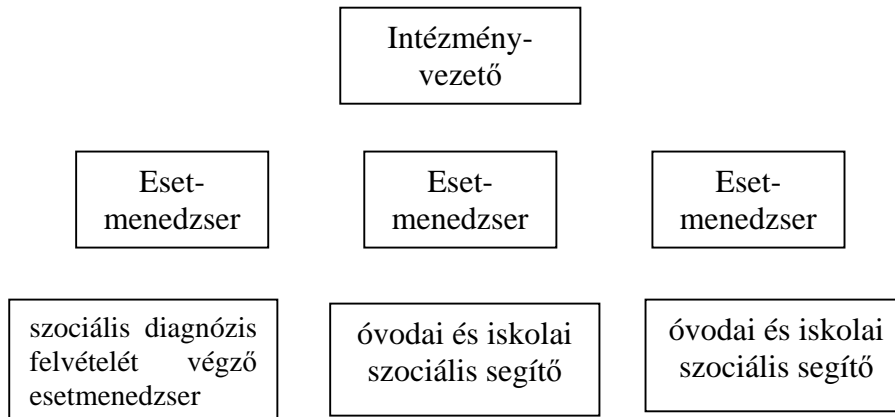 Intézmény-
vezető
Eset-
menedzser
Eset-
menedzser
Eset-
menedzser
szociális diagnózis
felvételét végző
esetmenedzser
óvodai és iskolai
szociális segítő
óvodai és iskolai
szociális segítő